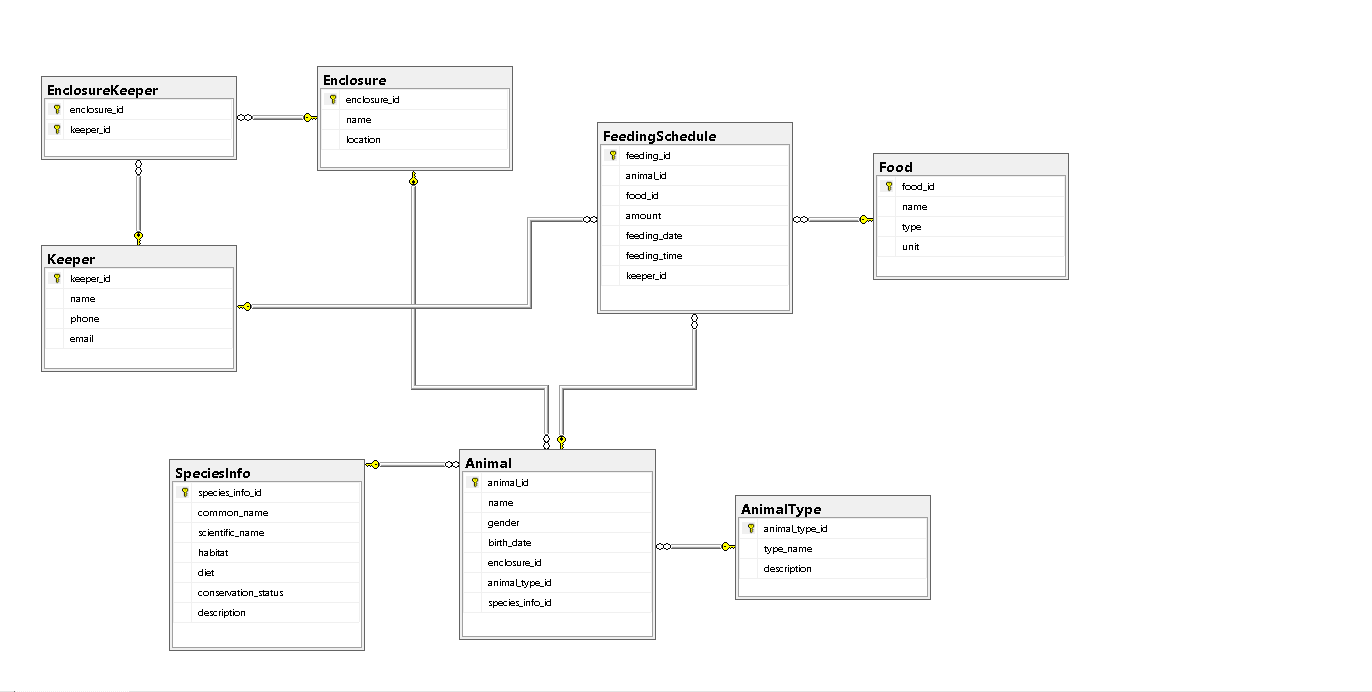 EnclosureKeeper
enclosure_id
keeper_id
Enclosure
enclosure_id
name
location
FeedingSchedule
feeding_id
animal_id
food_id
amount
feeding_date
feeding_time
keeper_id
Food
food_id
name
type
unit
Keeper
keeper_id
name
phone
email
SpeciesInfo
species_info_id
common_name
scientific_name
habitat
diet
conservation_status
description
Animal
animal_id
name
gender
birth_date
enclosure_id
animal_type_id
species_info_id
AnimalType
animal_type_id
type_name
description